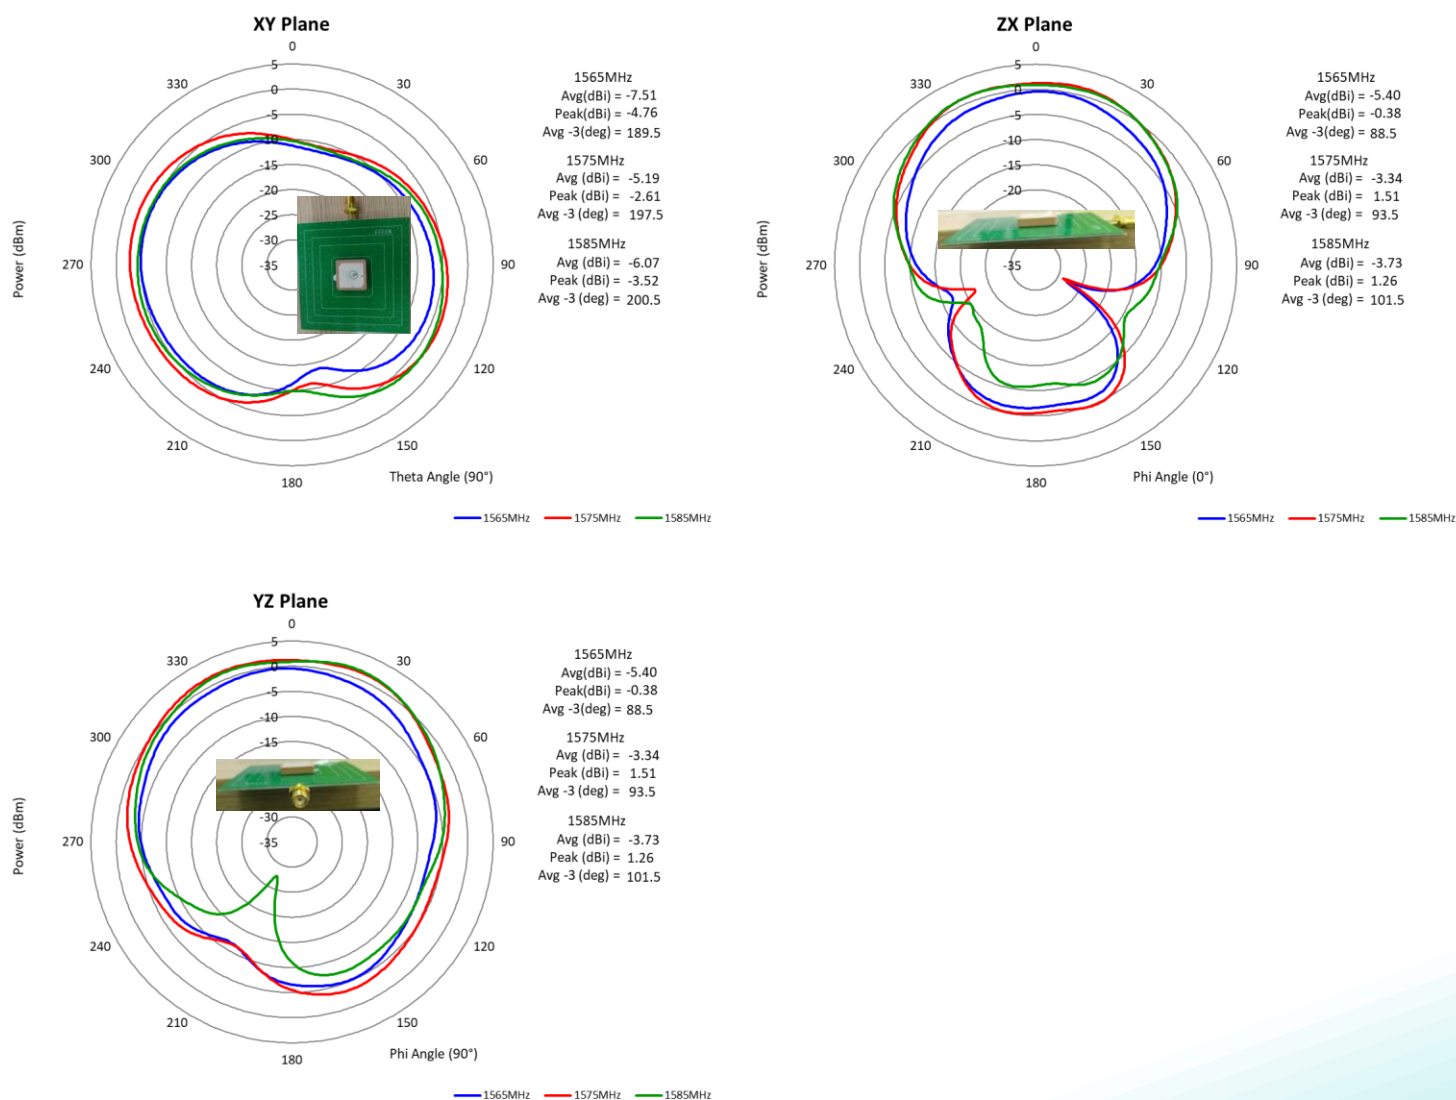 XY Plane
0
330
30
300
60
270
90
240
120
210
150
180
5
0
-5
-10
-15
-20
-25
-30
-35
Power (dBm)
Theta Angle (90°)
1565MHz
Avg(dBi) = -7.51
Peak(dBi) = -4.76
Avg -3(deg) = 189.5
1575MHz
Avg (dBi) = -5.19
Peak (dBi) = -2.61
Avg -3 (deg) = 197.5
1585MHz
Avg (dBi) = -6.07
Peak (dBi) = -3.52
Avg -3 (deg) = 200.5
1565MHz 1575MHz 1585MHz
ZX Plane
0
330
30
300
60
270
90
240
120
210
150
180
5
0
-5
-10
-15
-20
-35
Power (dBm)
Phi Angle (0°)
1565MHz
Avg(dBi) = -5.40
Peak(dBi) = -0.38
Avg -3(deg) = 88.5
1575MHz
Avg (dBi) = -3.34
Peak (dBi) = 1.51
Avg -3 (deg) = 93.5
1585MHz
Avg (dBi) = -3.73
Peak (dBi) = 1.26
Avg -3 (deg) = 101.5
1565MHz 1575MHz 1585MHz
YZ Plane
0
330
30
300
60
270
90
240
120
210
150
180
5
0
-5
-10
-15
-30
-35
Power (dBm)
Phi Angle (90°)
1565MHz
Avg(dBi) = -5.40
Peak(dBi) = -0.38
Avg -3(deg) = 88.5
1575MHz
Avg (dBi) = -3.34
Peak (dBi) = 1.51
Avg -3 (deg) = 93.5
1585MHz
Avg (dBi) = -3.73
Peak (dBi) = 1.26
Avg -3 (deg) = 101.5
1565MHz 1575MHz 1585MHz